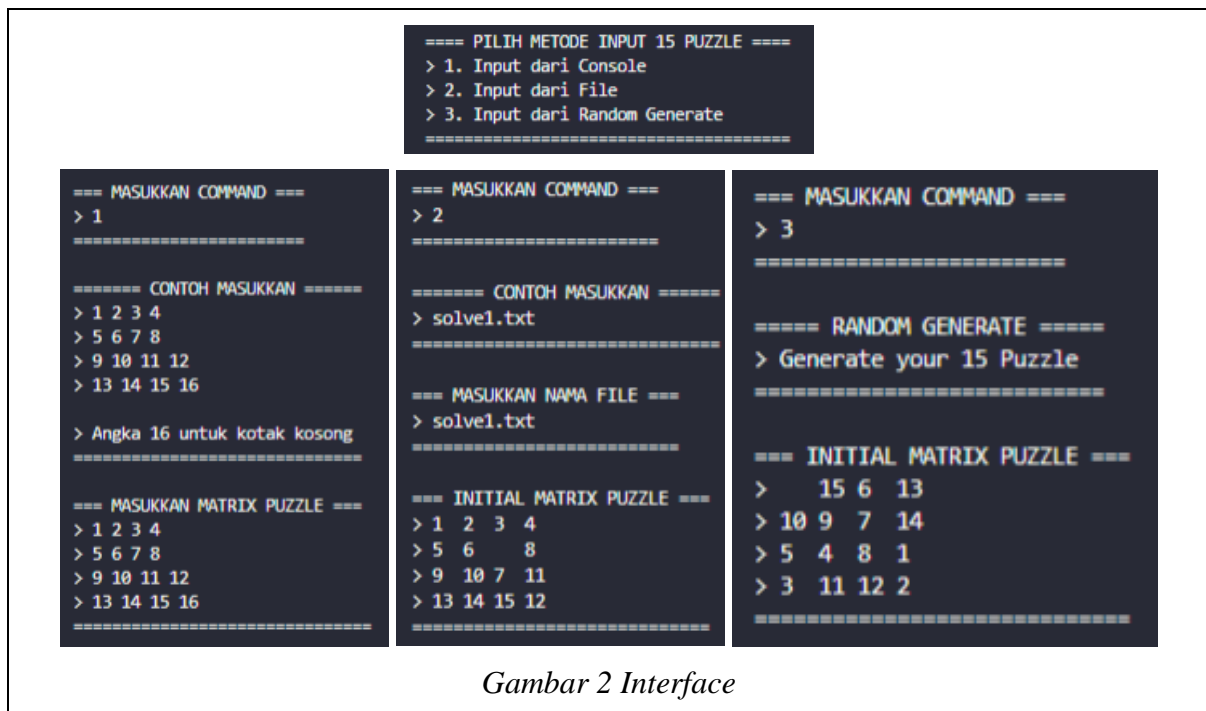 ==== PILIH METODE INPUT 15 PUZZLE ====
> 1. Input dari Console
> 2. Input dari File
> 3. Input dari Random Generate
======================================
=== MASUKKAN COMMAND ===
> 1
========================
======= CONTOH MASUKKAN ======
> 1 2 3 4
> 5 6 7 8
> 9 10 11 12
> 13 14 15 16
> Angka 16 untuk kotak kosong
==============================
=== MASUKKAN MATRIX PUZZLE ===
> 1 2 3 4
> 5 6 7 8
> 9 10 11 12
> 13 14 15 16
===============================
=== MASUKKAN COMMAND ===
> 2
========================
======= CONTOH MASUKKAN ======
> solve1.txt
==============================
=== MASUKKAN NAMA FILE ===
> solve1.txt
==========================
=== INITIAL MATRIX PUZZLE ===
> 1  2  3  4
> 5  6     8
> 9  10 7  11
> 13 14 15 12
=============================
=== MASUKKAN COMMAND ===
> 3
========================
===== RANDOM GENERATE =====
> Generate your 15 Puzzle
===========================
=== INITIAL MATRIX PUZZLE ===
>    15 6  13
> 10 9  7  14
> 5  4  8  1
> 3  11 12 2
=============================
Gambar 2 Interface